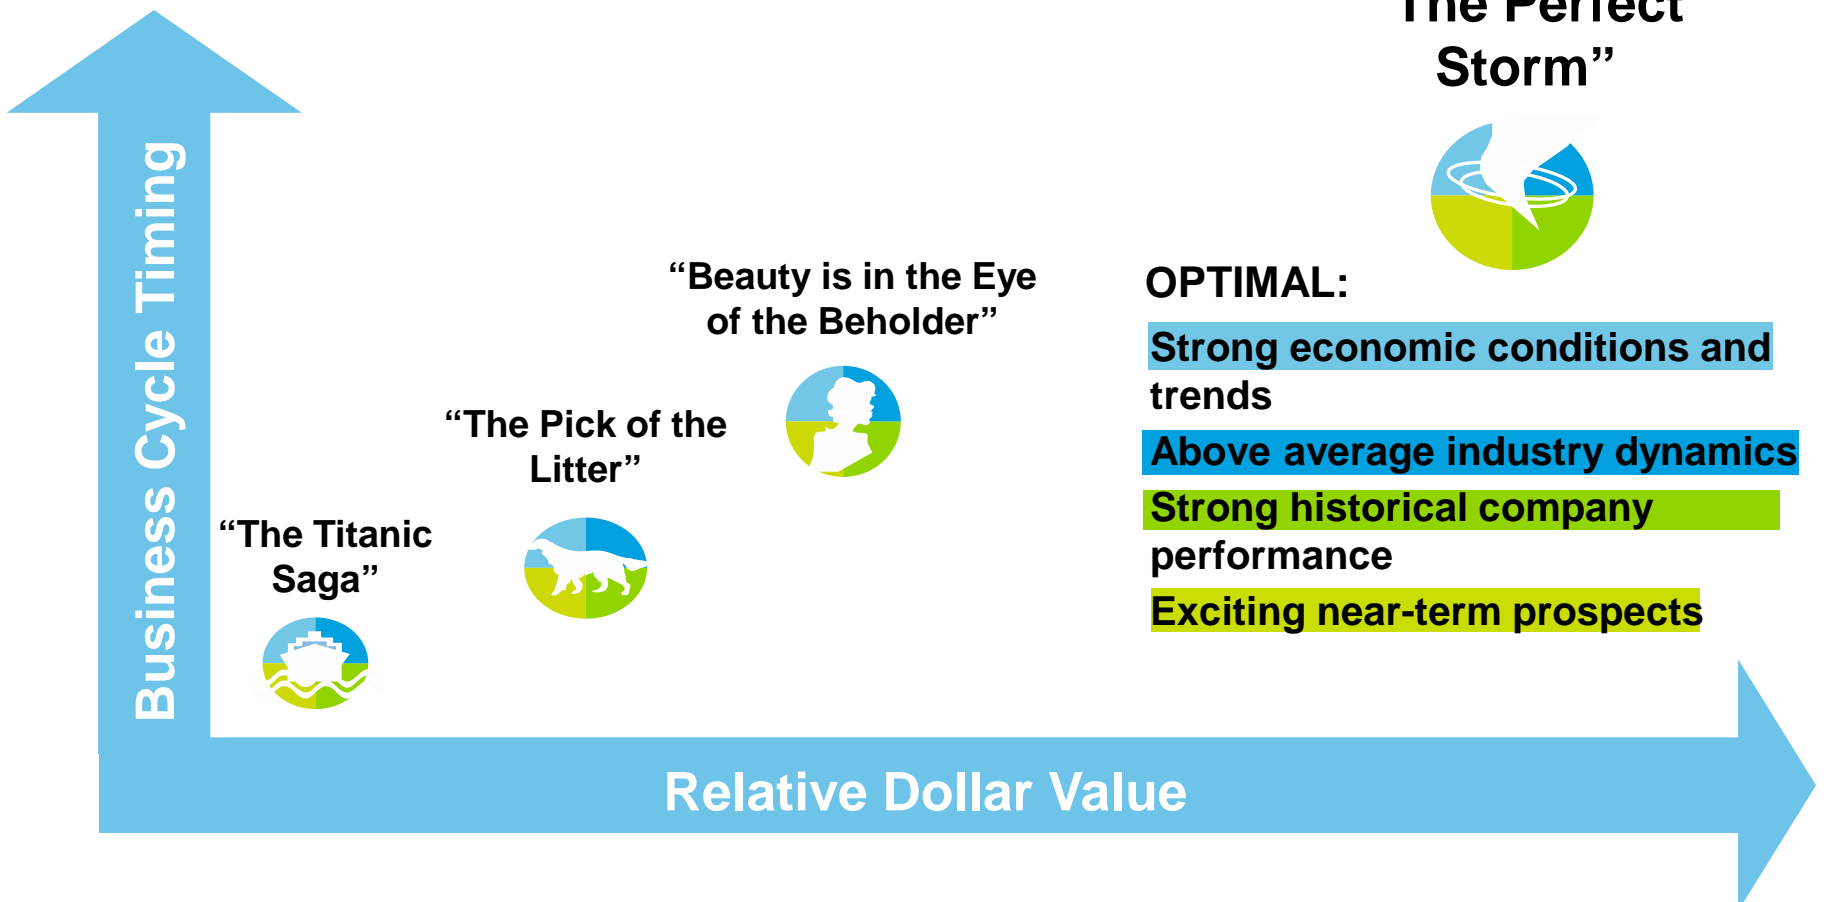 The Perfect
Storm”
Business Cycle Timing
“Beauty is in the Eye
of the Beholder”
“The Pick of the
Litter”
“The Titanic
Saga”
OPTIMAL:
Strong economic conditions and
trends
Above average industry dynamics
Strong historical company
performance
Exciting near-term prospects
Relative Dollar Value